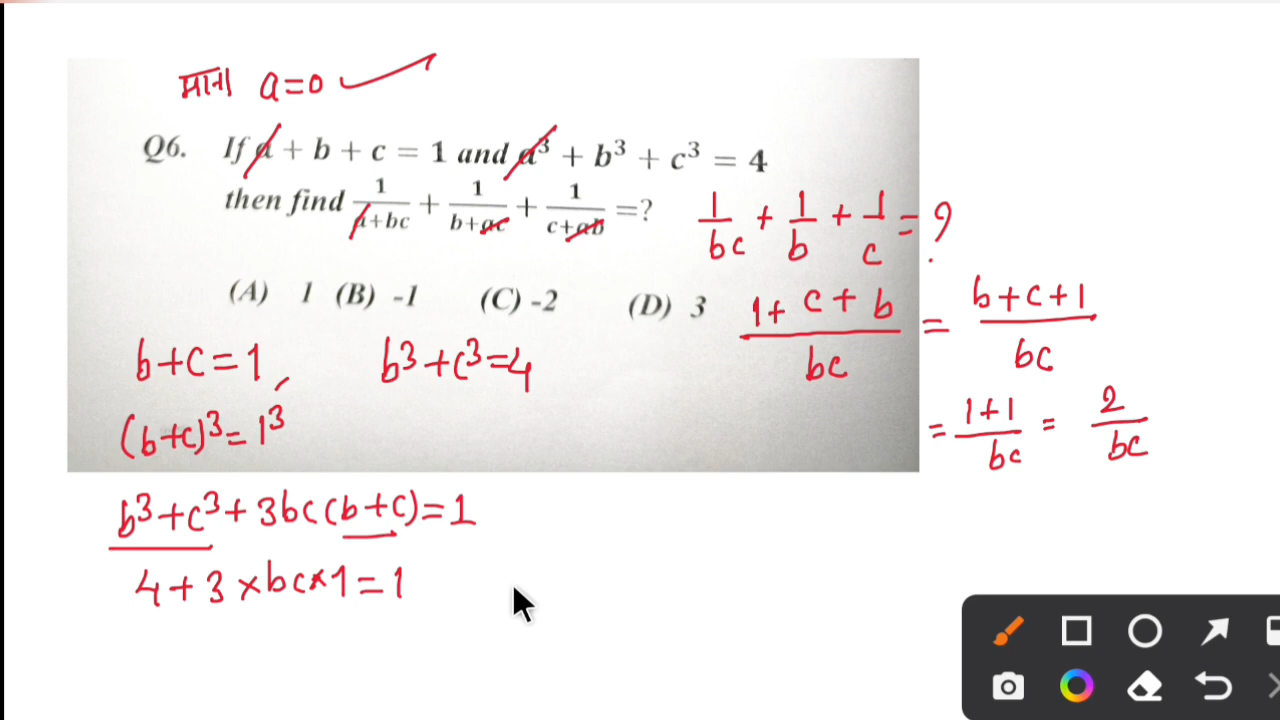 माना a=0
Q6. If a + b + c = 1 and a³ + b³ + c³ = 4
then find 1/(a+bc) + 1/(b+ac) + 1/(c+ab) =?
1/bc + 1/b + 1/c = ?
(A) 1 (B) -1 (C) -2 (D) 3
(1+c+b)/bc = (b+c+1)/bc
b+c=1, b³+c³=4
= (1+1)/bc = 2/bc
(b+c)³=1³
b³+c³+3bc(b+c)=1
4+3×bc×1=1